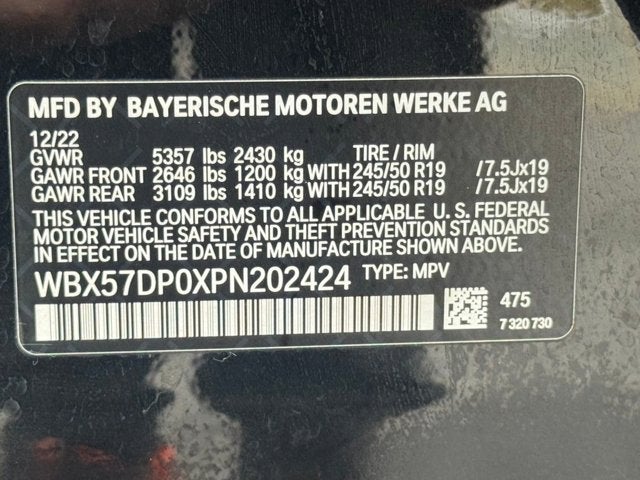 MFD BY BAYERISCHE MOTOREN WERKE AG
12/22
GVWR 5357 lbs 2430 kg TIRE / RIM
GAWR FRONT 2646 lbs 1200 kg WITH 245/50 R19 /7.5Jx19
GAWR REAR 3109 lbs 1410 kg WITH 245/50 R19 /7.5Jx19
THIS VEHICLE CONFORMS TO ALL APPLICABLE U. S. FEDERAL
MOTOR VEHICLE SAFETY AND THEFT PREVENTION STANDARDS
IN EFFECT ON THE DATE OF MANUFACTURE SHOWN ABOVE.
WBX57DP0XPN202424 TYPE: MPV
475
7 320 730